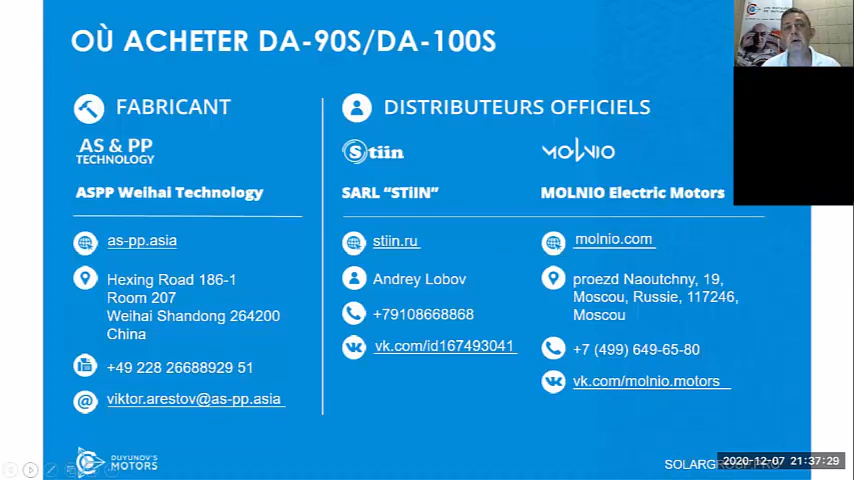 OÙ ACHETER DA-90S/DA-100S
FABRICANT
AS & PP
TECHNOLOGY
ASPP Weihai Technology
as-pp.asia
Hexing Road 186-1
Room 207
Weihai Shandong 264200
China
+49 228 26688929 51
viktor.arestov@as-pp.asia
DISTRIBUTEURS OFFICIELS
Stiin
SARL “STiIN”
stiin.ru
Andrey Lobov
+79108668868
vk.com/id167493041
MOLNIO
MOLNIO Electric Motors
molnio.com
proezd Naoutchny, 19,
Moscou, Russie, 117246,
Moscou
+7 (499) 649-65-80
vk.com/molnio.motors
DUYUNOV'S
MOTORS
2020-12-07 21:37:29